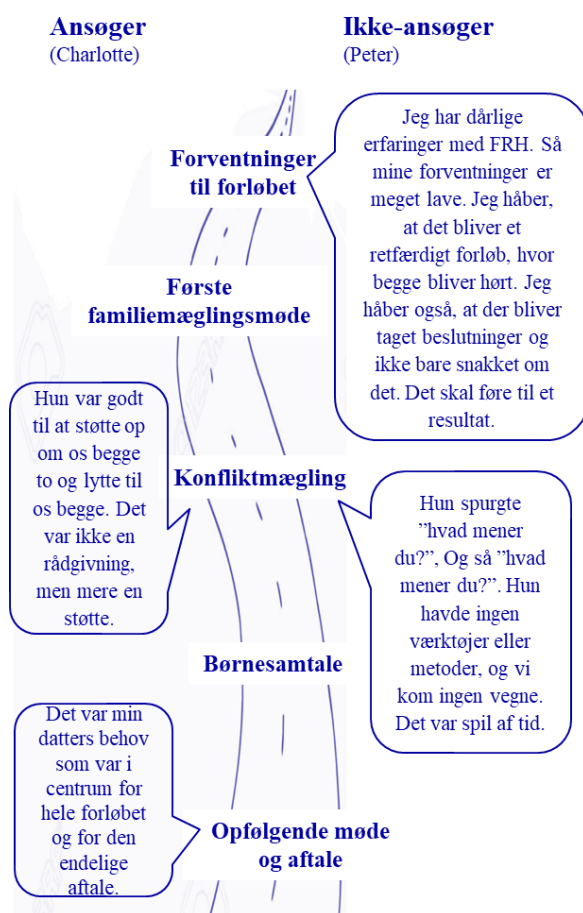 Ansøger
(Charlotte)
Ikke-ansøger
(Peter)
Forventninger
til forløbet
Jeg har dårlige
erfaringer med FRH. Så
mine forventninger er
meget lave. Jeg håber,
at det bliver et
retfærdigt forløb, hvor
begge bliver hørt. Jeg
håber også, at der bliver
taget beslutninger og
ikke bare snakket om
det. Det skal føre til et
resultat.
Første
familiemæglingsmøde
Hun var godt
til at støtte op
om os begge
to og lytte til
os begge. Det
var ikke en
rådgivning,
men mere en
støtte.
Konfliktmægling
Hun spurgte
”hvad mener
du?”, Og så ”hvad
mener du?”. Hun
havde ingen
værktøjer eller
metoder, og vi
kom ingen vegne.
Det var spil af tid.
Børnesamtale
Det var min
datters behov
som var i
centrum for
hele forløbet
og for den
endelige
aftale.
Opfølgende møde
og aftale